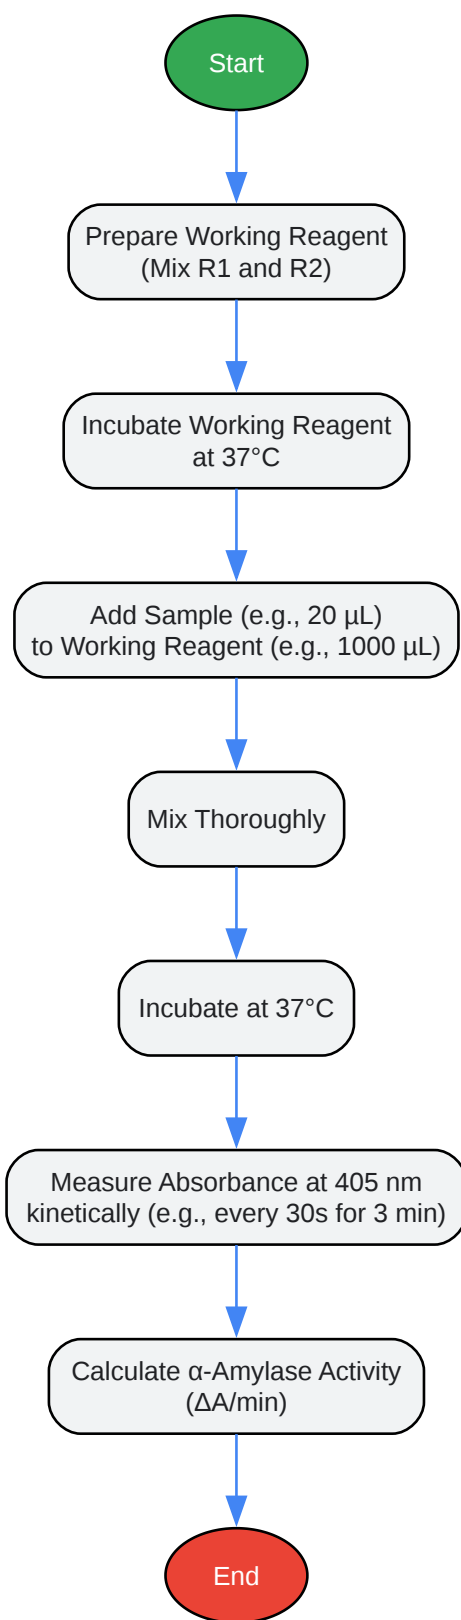 Start
Prepare Working Reagent
(Mix R1 and R2)
Incubate Working Reagent
at 37°C
Add Sample (e.g., 20 µL)
to Working Reagent (e.g., 1000 µL)
Mix Thoroughly
Incubate at 37°C
Measure Absorbance at 405 nm
kinetically (e.g., every 30s for 3 min)
Calculate α-Amylase Activity
(ΔA/min)
End